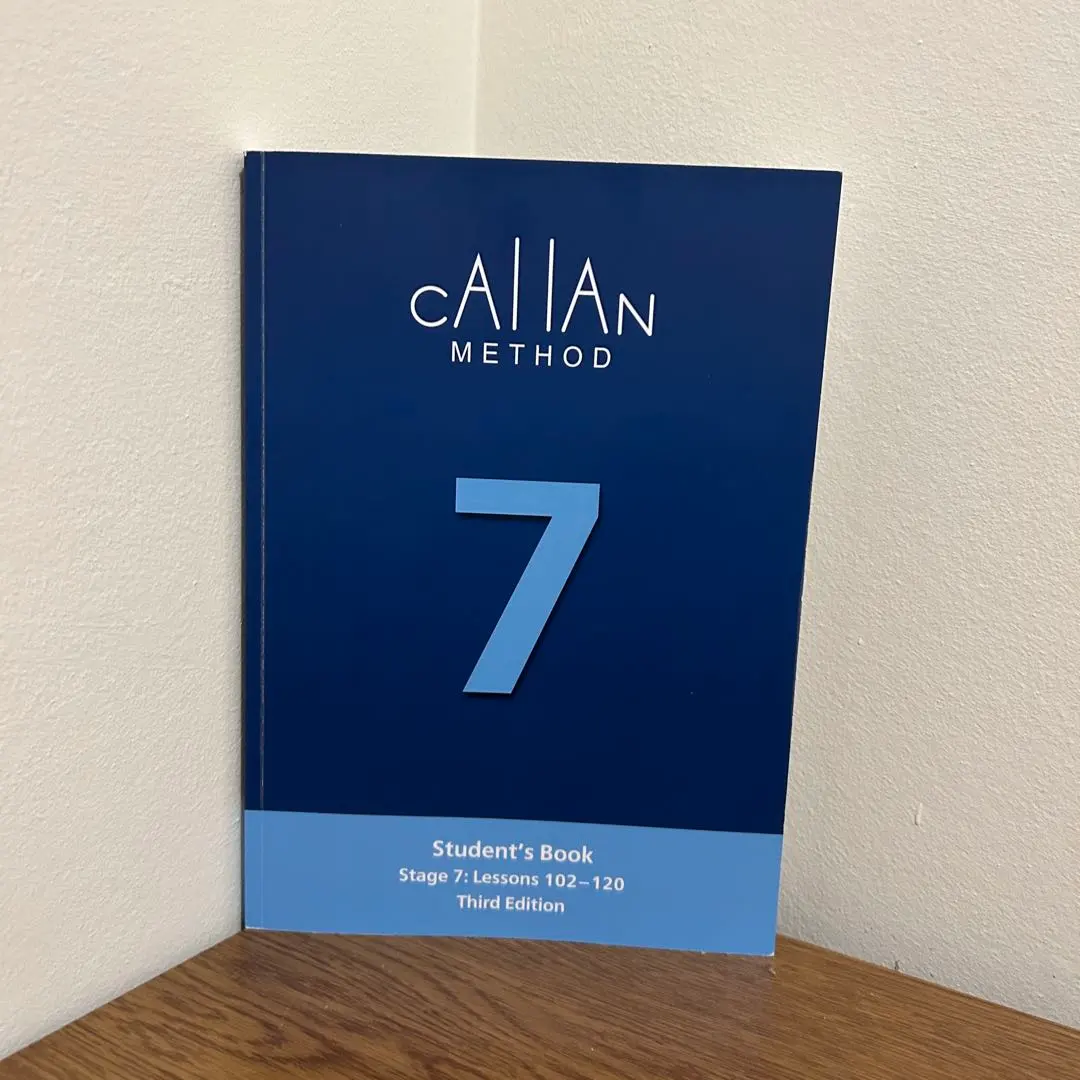 CAllAN
METHOD
7
Student's Book
Stage 7: Lessons 102–120
Third Edition